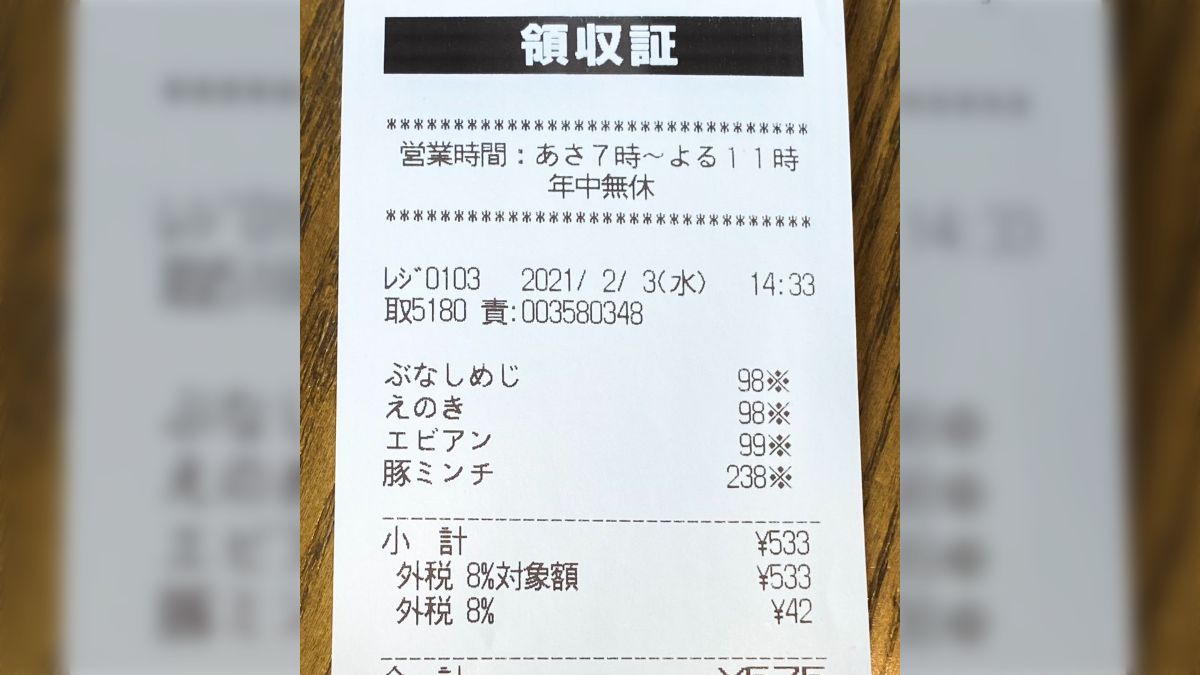 領収証
*******************************
営業時間：あさ７時～よる１１時
年中無休
*******************************
ﾚｼﾞ0103 2021/ 2/ 3(水) 14:33
取5180 責:003580348
ぶなしめじ 98※
えのき 98※
エビアン 99※
豚ミンチ 238※
小 計 ¥533
外税 8%対象額 ¥533
外税 8% ¥42
合 計 ¥575